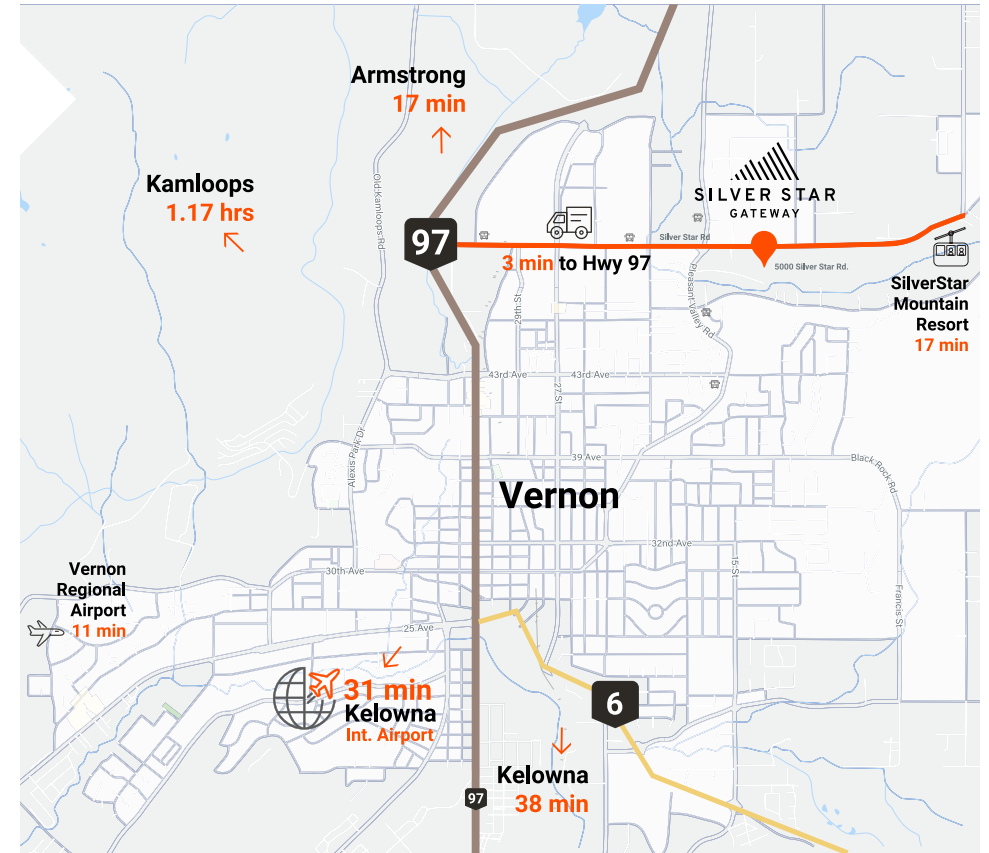 Armstrong
17 min
Kamloops
1.17 hrs
Old Kamloops Rd
97
SILVER STAR
GATEWAY
Silver Star Rd
3 min to Hwy 97
5000 Silver Star Rd.
SilverStar
Mountain
Resort
17 min
Pleasant Valley Rd
29th St
27 St
43rd Ave
43rd Ave
Alexis Park Dr
39 Ave
Black Rock Rd
Vernon
32nd Ave
15 St
30th Ave
Francis St
Vernon
Regional
Airport
11 min
25 Ave
31 min
Kelowna
Int. Airport
6
Kelowna
38 min
97